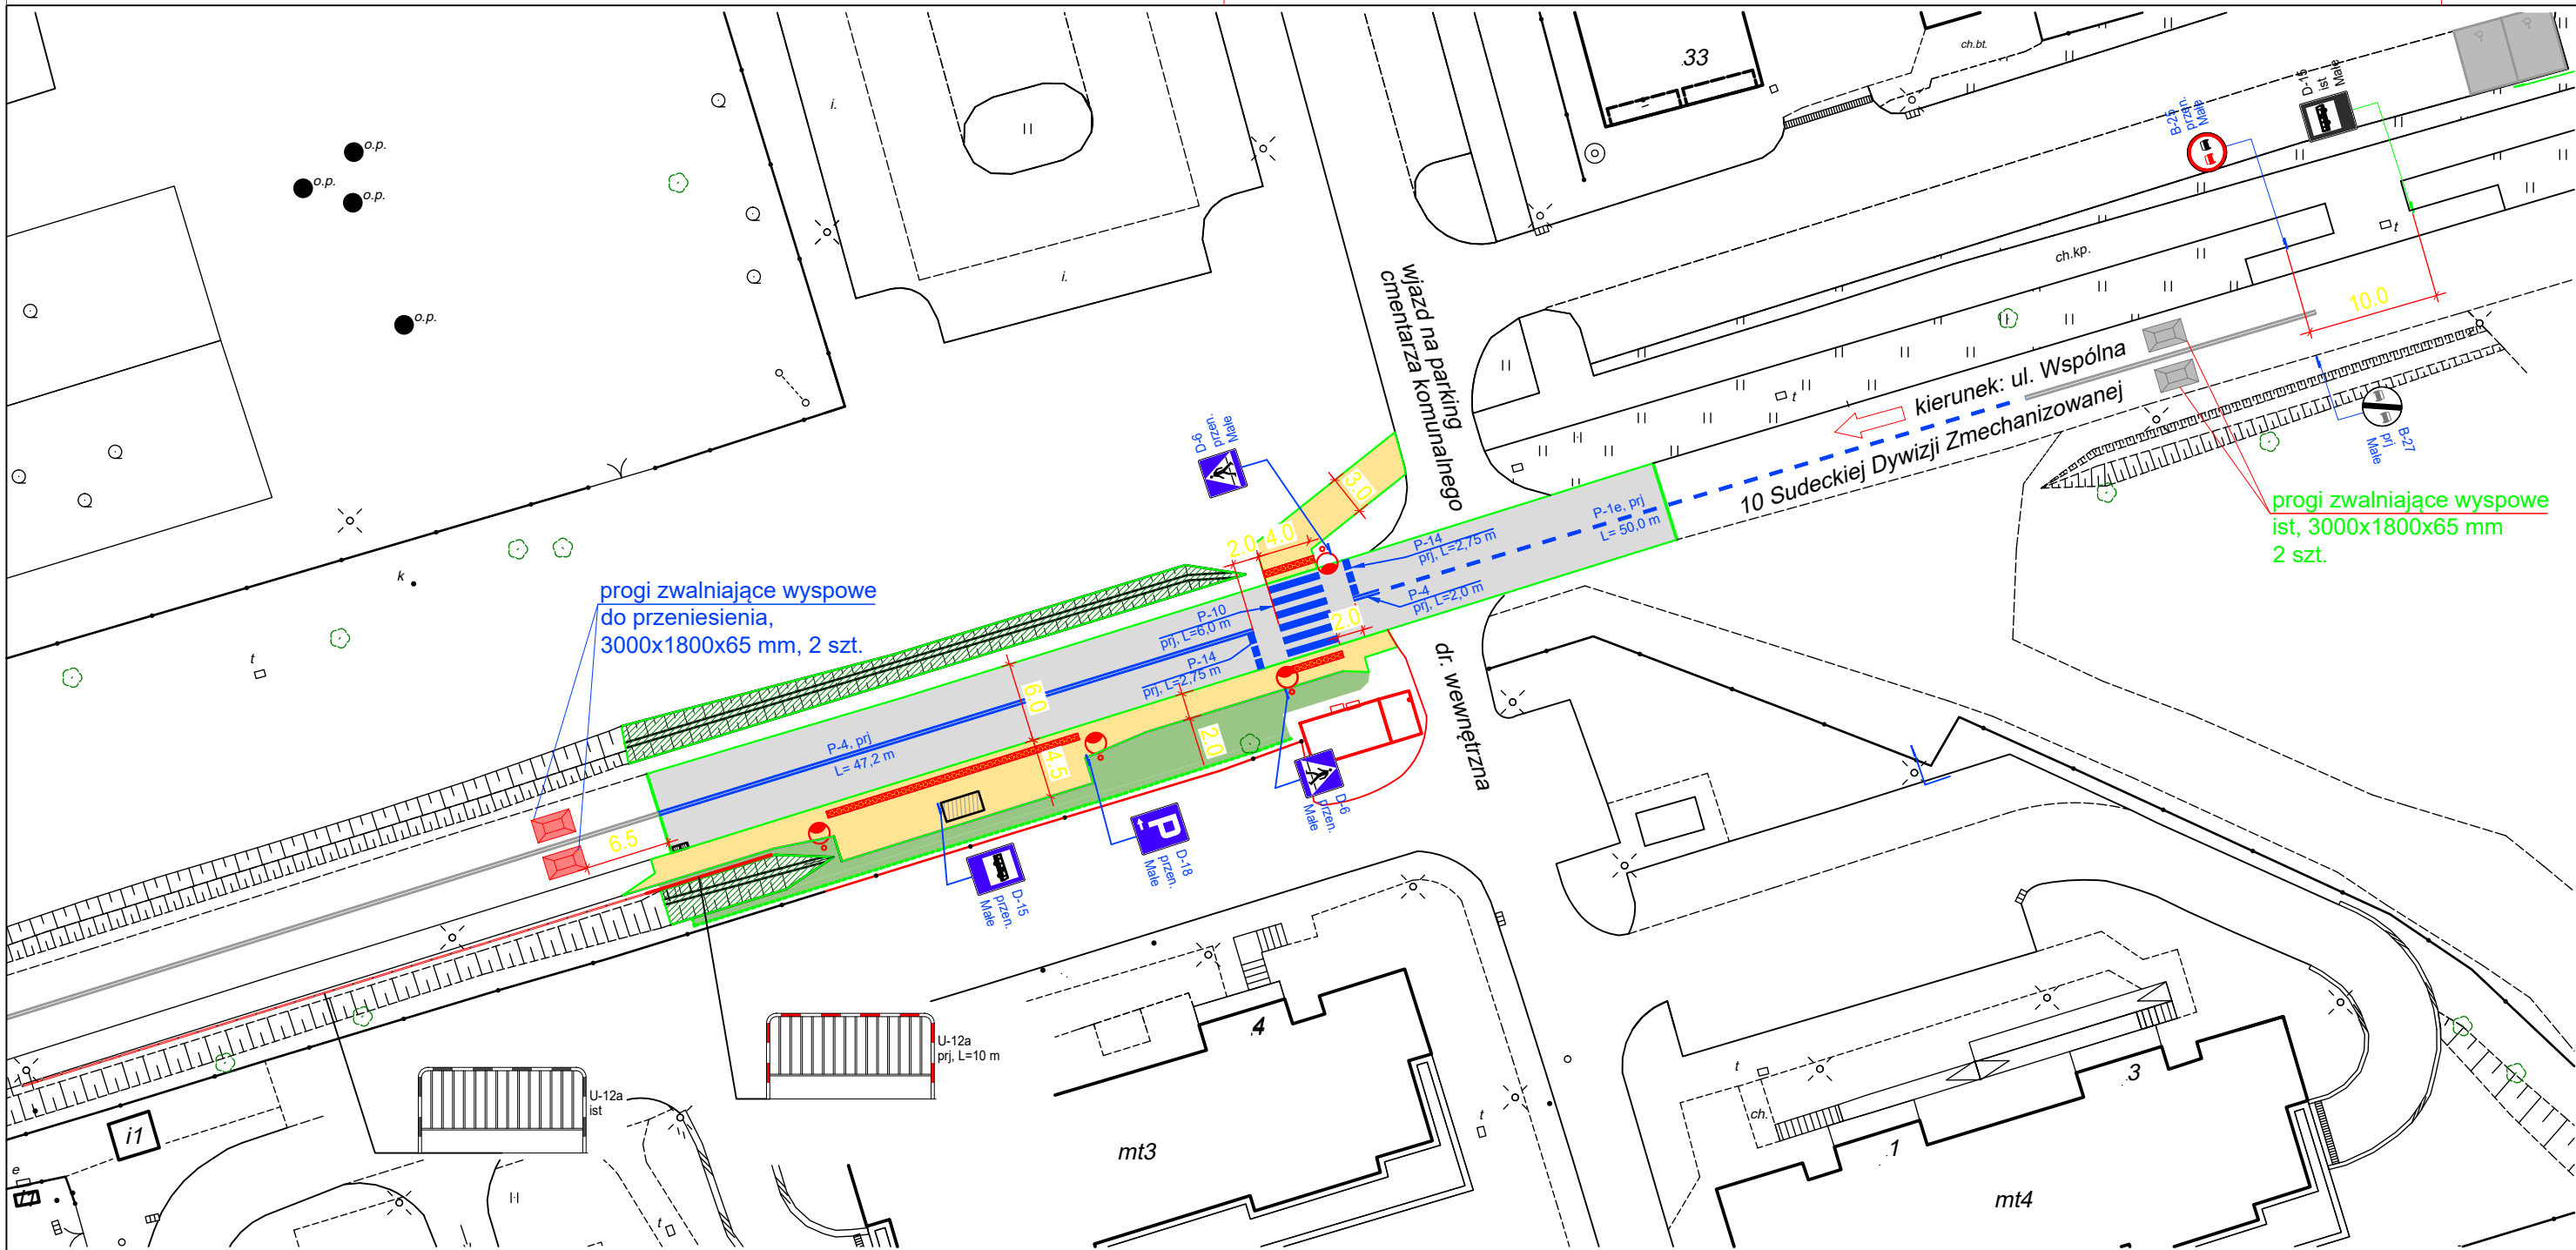 33
ch.bt.
D-15
ist
Małe
B-25
przen.
Małe
i.
i.
o.p.
o.p.
o.p.
o.p.
t
ch.kp.
10.0
wjazd na parking
cmentarza komunalnego
kierunek: ul. Wspólna
10 Sudeckiej Dywizji Zmechanizowanej
t
B-27
prj
Małe
progi zwalniające wyspowe
ist, 3000x1800x65 mm
2 szt.
D-6
przen.
Małe
3.0
2.0
4.0
P-14
prj, L=2,75 m
P-1e, prj
L= 50,0 m
P-4
prj, L=2,0 m
P-10
prj, L=6,0 m
2.0
P-14
prj, L=2,75 m
k
progi zwalniające wyspowe
do przeniesienia,
3000x1800x65 mm, 2 szt.
t
6.0
dr. wewnętrzna
P-4, prj
L= 47,2 m
2.0
4.5
6.5
D-6
przen.
Małe
P
D-18
przen.
Małe
D-15
przen.
Małe
U-12a
prj, L=10 m
U-12a
ist
4
3
i1
mt3
t
t
ch.
1
mt4
e
i7
t